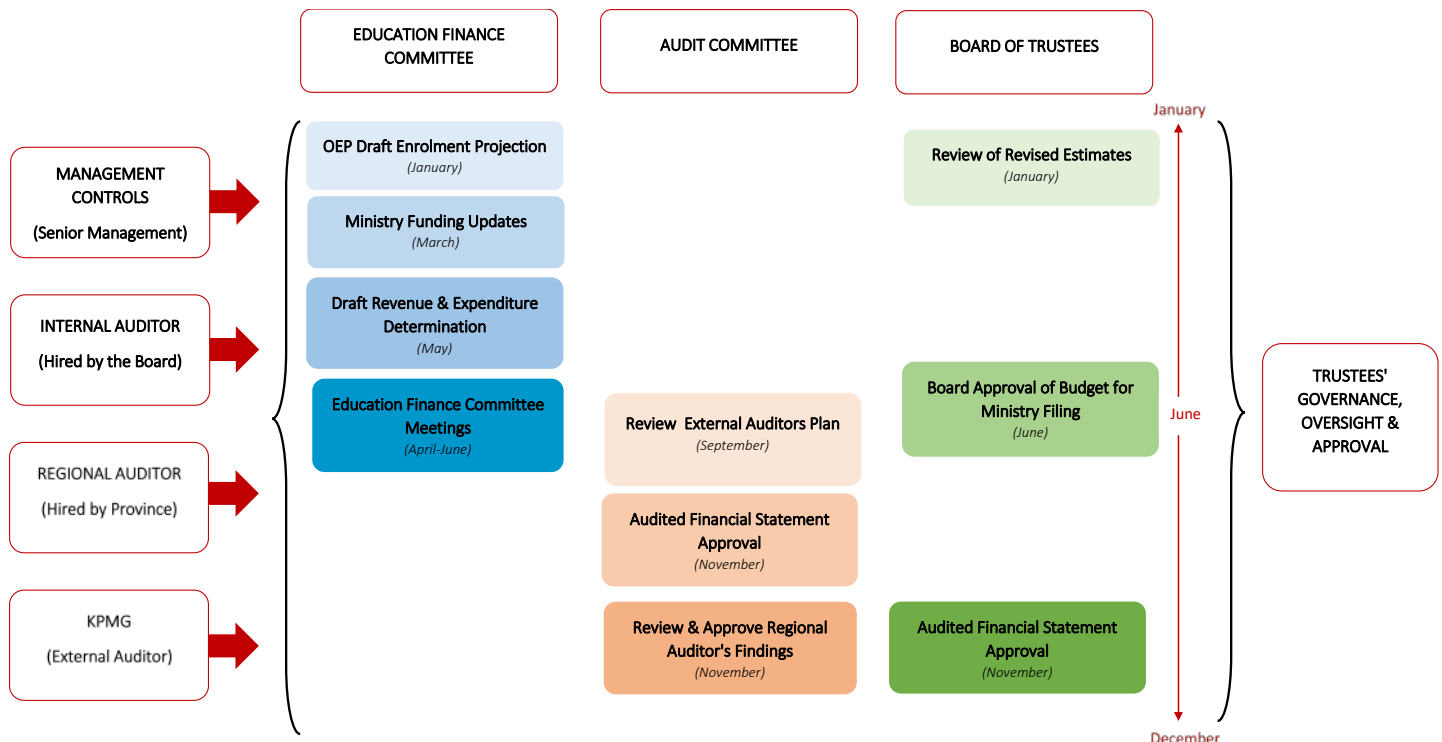 EDUCATION FINANCE
COMMITTEE
AUDIT COMMITTEE
BOARD OF TRUSTEES
January
MANAGEMENT
CONTROLS
(Senior Management)
INTERNAL AUDITOR
(Hired by the Board)
REGIONAL AUDITOR
(Hired by Province)
KPMG
(External Auditor)
OEP Draft Enrolment Projection
(January)
Ministry Funding Updates
(March)
Draft Revenue & Expenditure
Determination
(May)
Education Finance Committee
Meetings
(April-June)
Review External Auditors Plan
(September)
Audited Financial Statement
Approval
(November)
Review & Approve Regional
Auditor's Findings
(November)
Review of Revised Estimates
(January)
Board Approval of Budget for
Ministry Filing
(June)
Audited Financial Statement
Approval
(November)
June
December
TRUSTEES'
GOVERNANCE,
OVERSIGHT &
APPROVAL